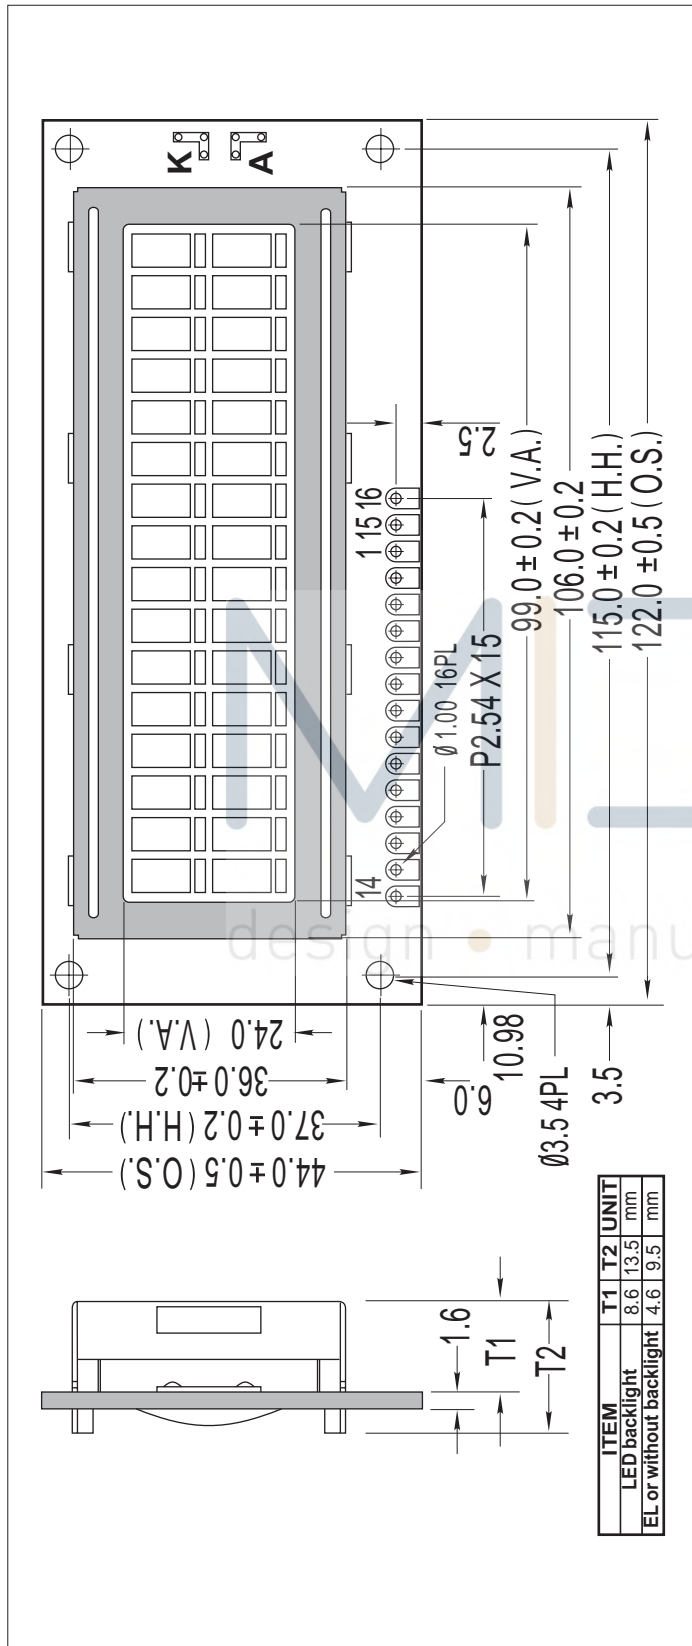 K
A
2.5
1 15 16
14
Ø 1.00 16PL
P2.54 X 15
99.0 ± 0.2 ( V.A.)
106.0 ± 0.2
115.0 ± 0.2 ( H.H.)
122.0 ±0.5 ( O.S.)
24.0 ( V.A. )
36.0 ±0.2
37.0 ± 0.2 ( H.H. )
44.0 ± 0.5 ( O.S. )
6.0
10.98
Ø3.5 4PL
3.5
1.6
T1
T2
ITEM T1 T2 UNIT
LED backlight 8.6 13.5 mm
EL or without backlight 4.6 9.5 mm
design • manu